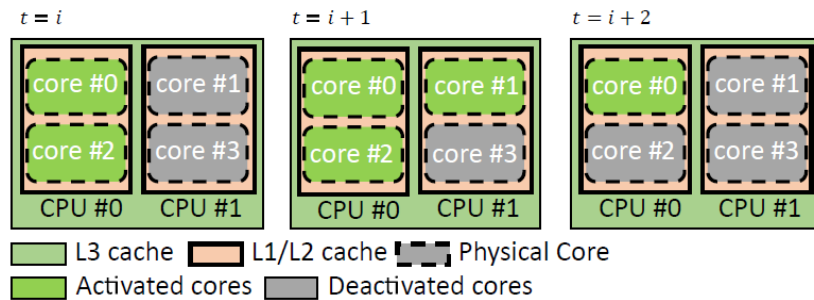 t = i t = i + 1 t = i + 2
core #0 core #1 core #0 core #1 core #0 core #1
core #2 core #3 core #2 core #3 core #2 core #3
CPU #0 CPU #1 CPU #0 CPU #1 CPU #0 CPU #1
L3 cache L1/L2 cache Physical Core
Activated cores Deactivated cores